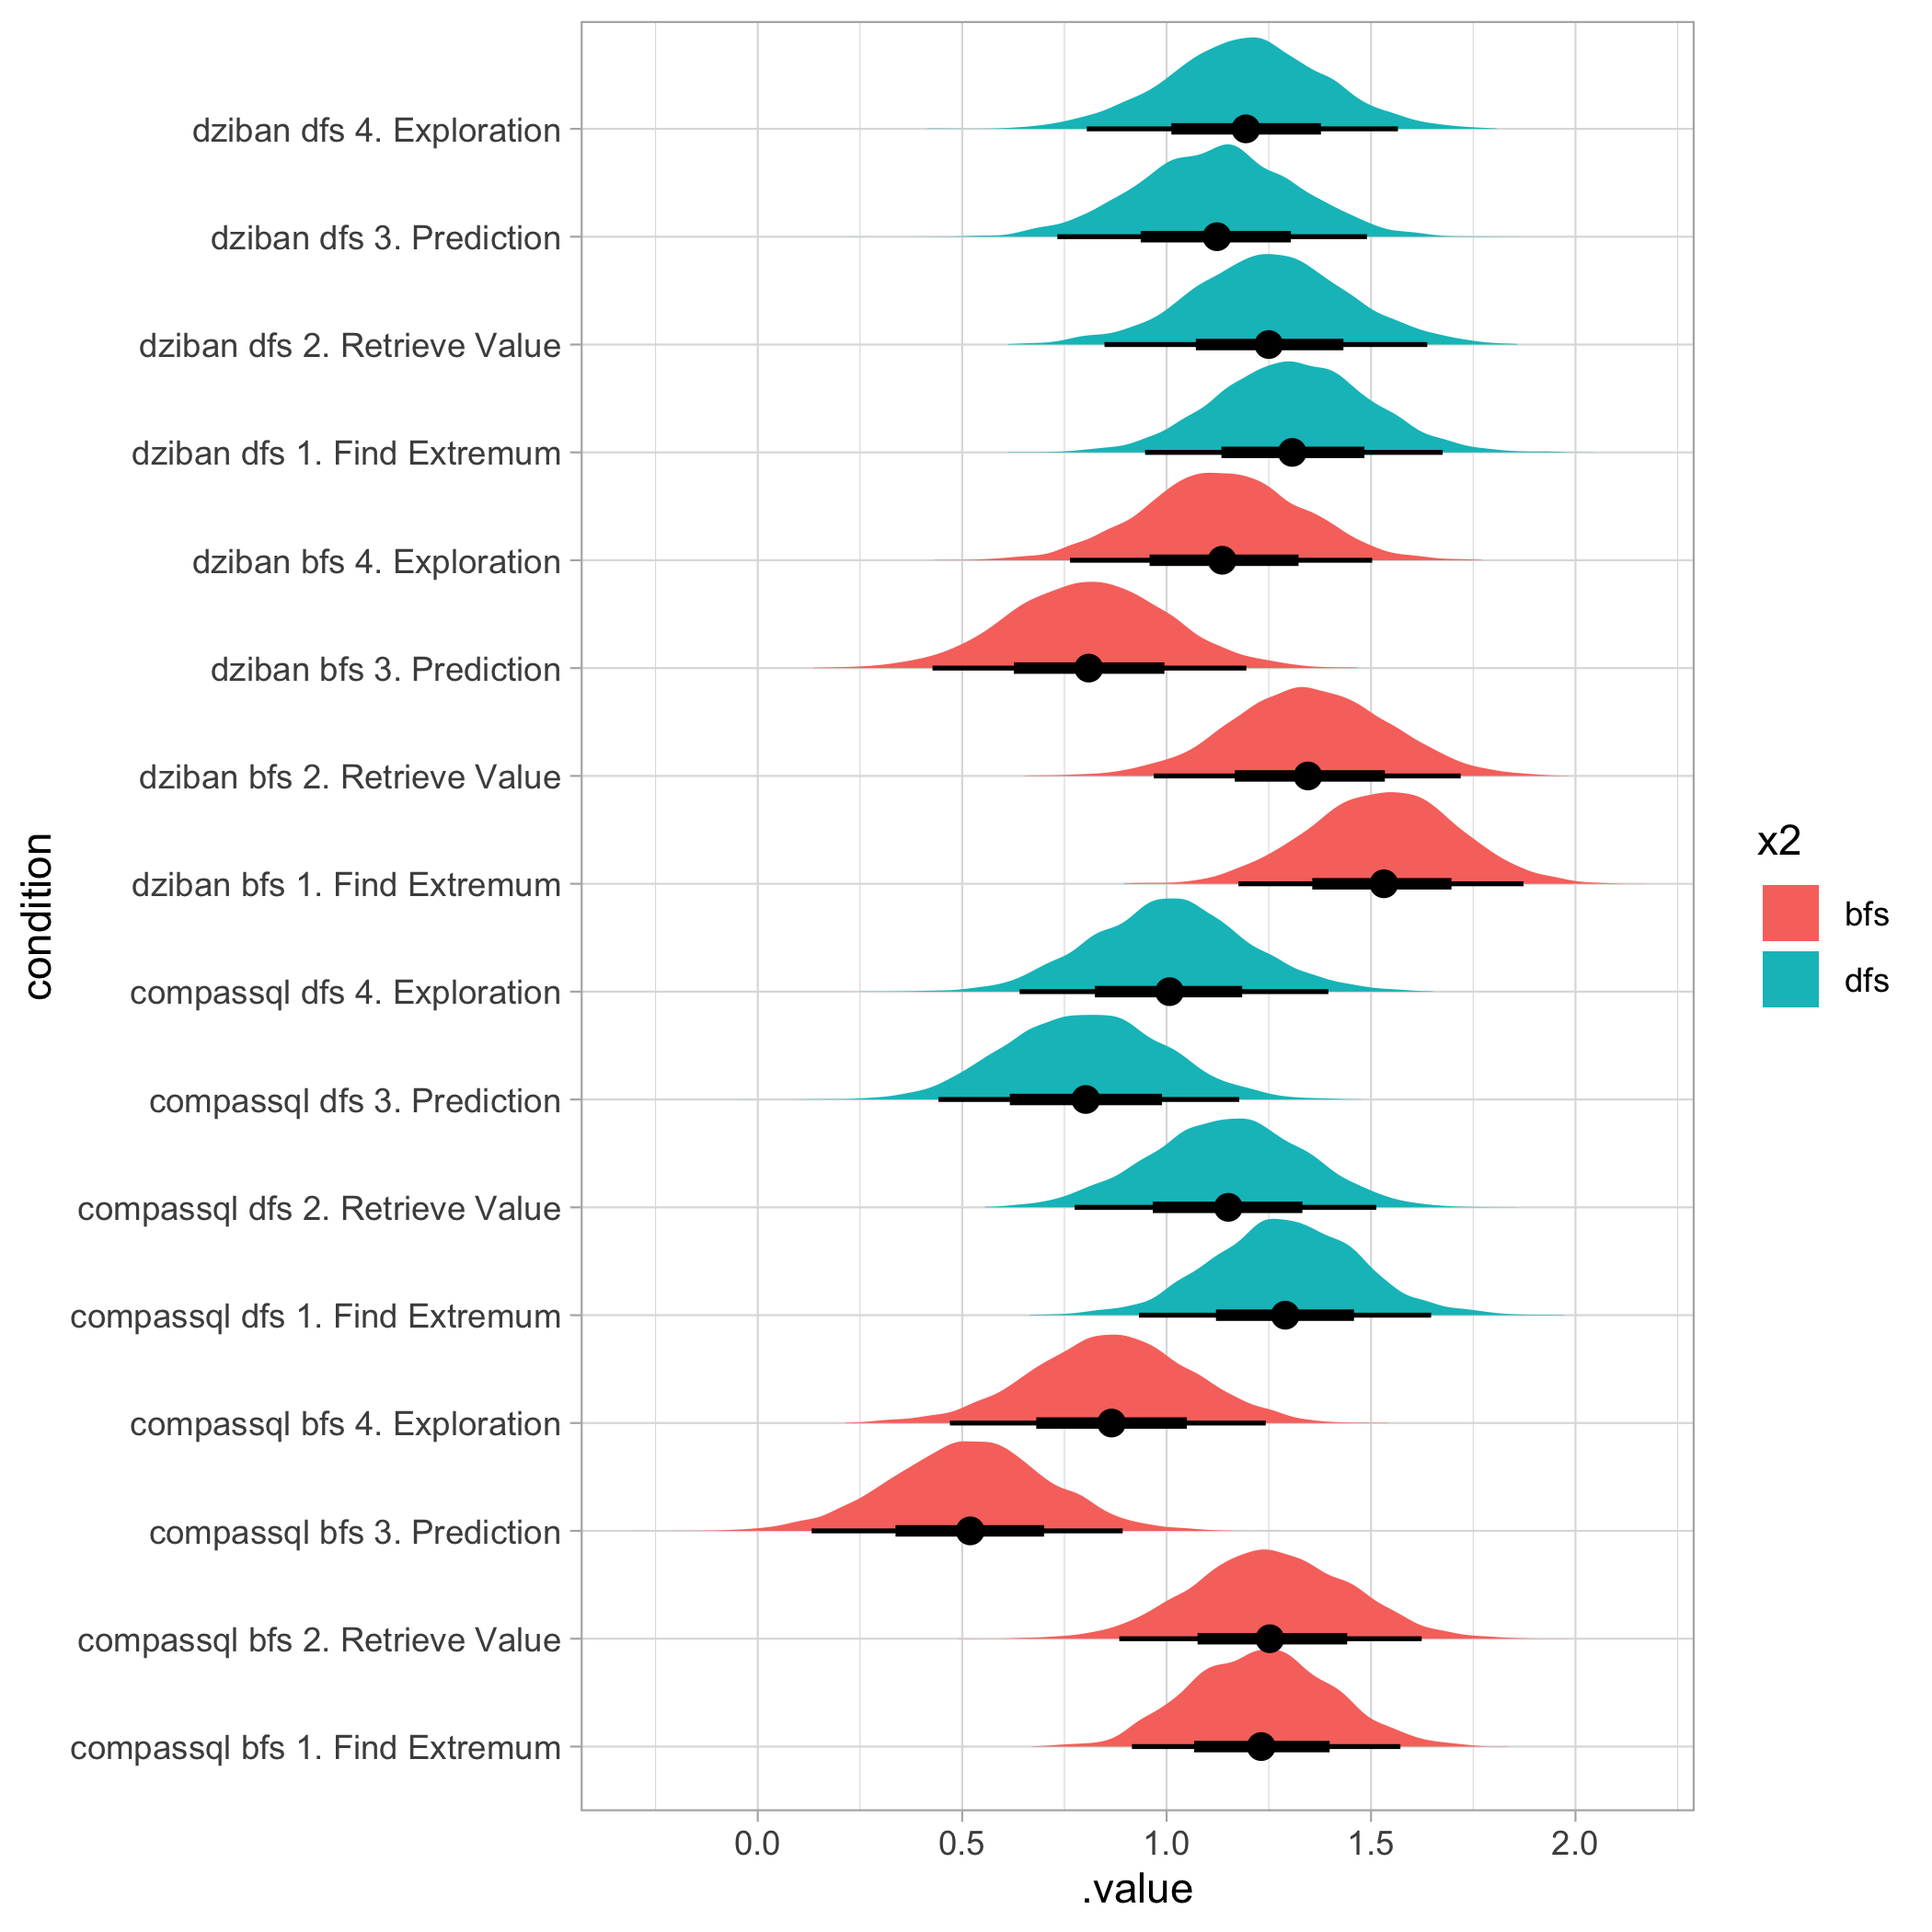 dziban dfs 4. Exploration
dziban dfs 3. Prediction
dziban dfs 2. Retrieve Value
dziban dfs 1. Find Extremum
dziban bfs 4. Exploration
dziban bfs 3. Prediction
dziban bfs 2. Retrieve Value
dziban bfs 1. Find Extremum
compassql dfs 4. Exploration
compassql dfs 3. Prediction
compassql dfs 2. Retrieve Value
compassql dfs 1. Find Extremum
compassql bfs 4. Exploration
compassql bfs 3. Prediction
compassql bfs 2. Retrieve Value
compassql bfs 1. Find Extremum
condition
0.0 0.5 1.0 1.5 2.0
.value
x2
bfs
dfs